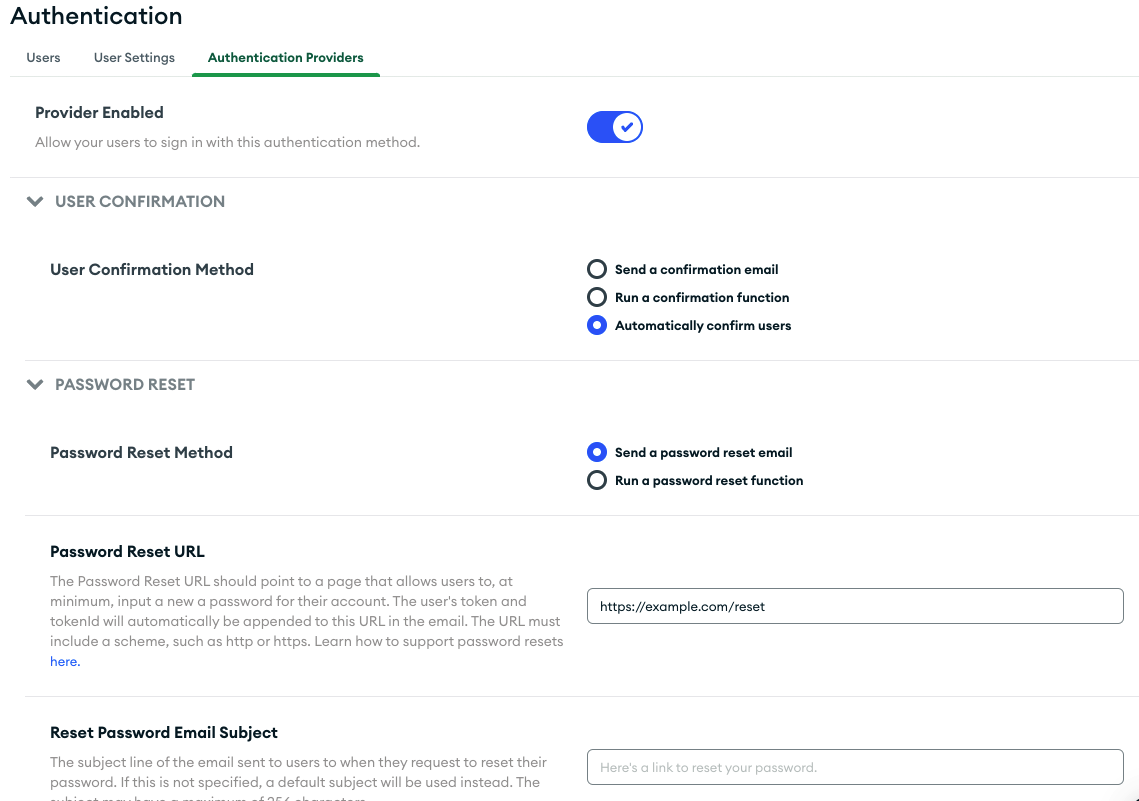 Authentication
Users User Settings Authentication Providers
Provider Enabled
Allow your users to sign in with this authentication method.
USER CONFIRMATION
User Confirmation Method
Send a confirmation email
Run a confirmation function
Automatically confirm users
PASSWORD RESET
Password Reset Method
Send a password reset email
Run a password reset function
Password Reset URL
The Password Reset URL should point to a page that allows users to, at
minimum, input a new a password for their account. The user's token and
tokenId will automatically be appended to this URL in the email. The URL must
include a scheme, such as http or https. Learn how to support password resets
here.
https://example.com/reset
Reset Password Email Subject
The subject line of the email sent to users to when they request to reset their
password. If this is not specified, a default subject will be used instead. The
subject may have a maximum of 256 characters.
Here's a link to reset your password.